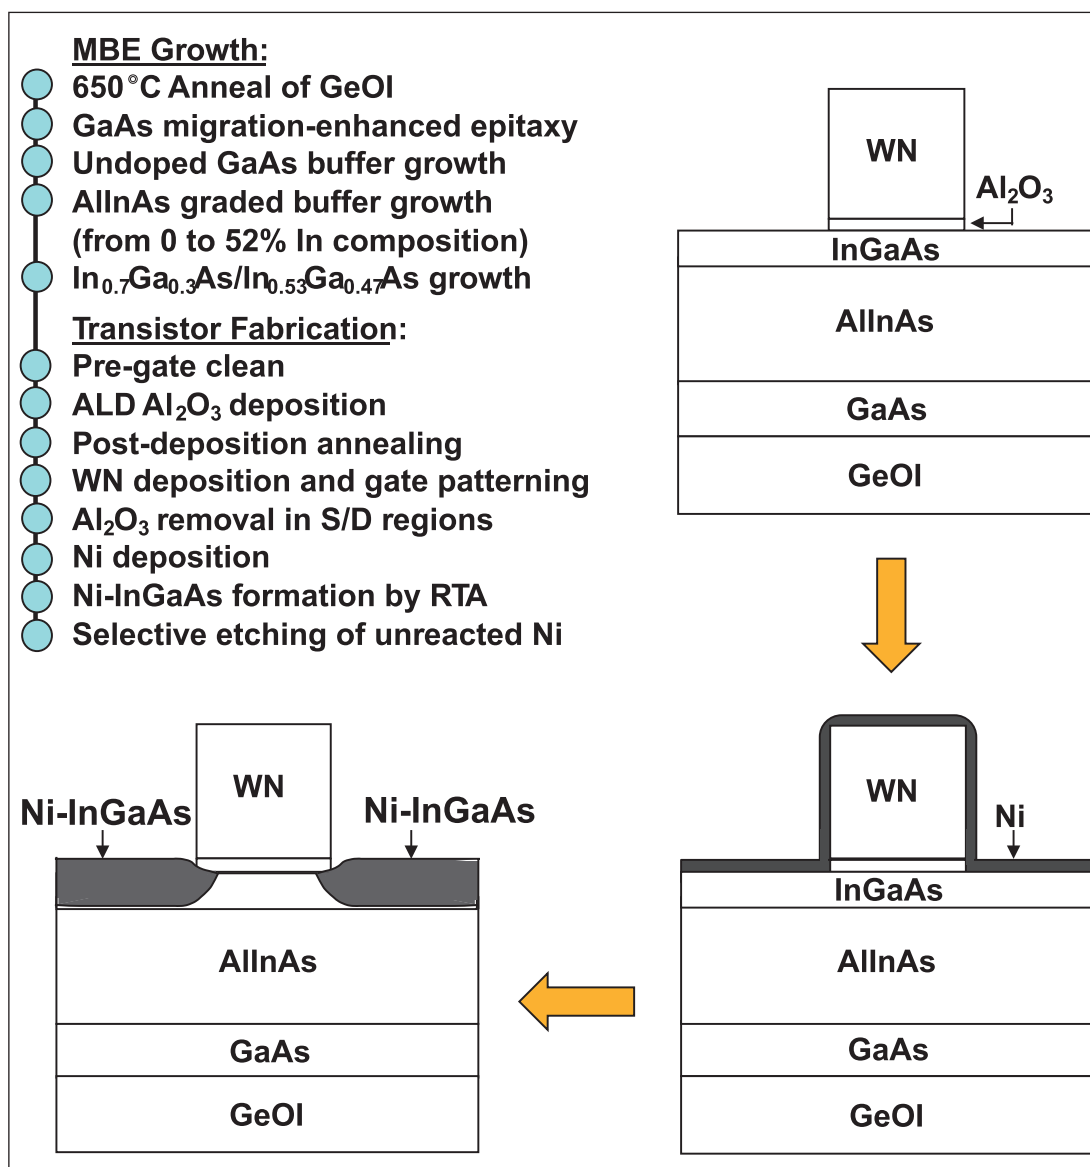 MBE Growth:
650°C Anneal of GeOI
GaAs migration-enhanced epitaxy
Undoped GaAs buffer growth
AlInAs graded buffer growth
(from 0 to 52% In composition)
In0.7Ga0.3As/In0.53Ga0.47As growth
Transistor Fabrication:
Pre-gate clean
ALD Al2O3 deposition
Post-deposition annealing
WN deposition and gate patterning
Al2O3 removal in S/D regions
Ni deposition
Ni-InGaAs formation by RTA
Selective etching of unreacted Ni
WN
Al2O3
InGaAs
AlInAs
GaAs
GeOI
WN
Ni
InGaAs
AlInAs
GaAs
GeOI
WN
Ni-InGaAs
Ni-InGaAs
AlInAs
GaAs
GeOI